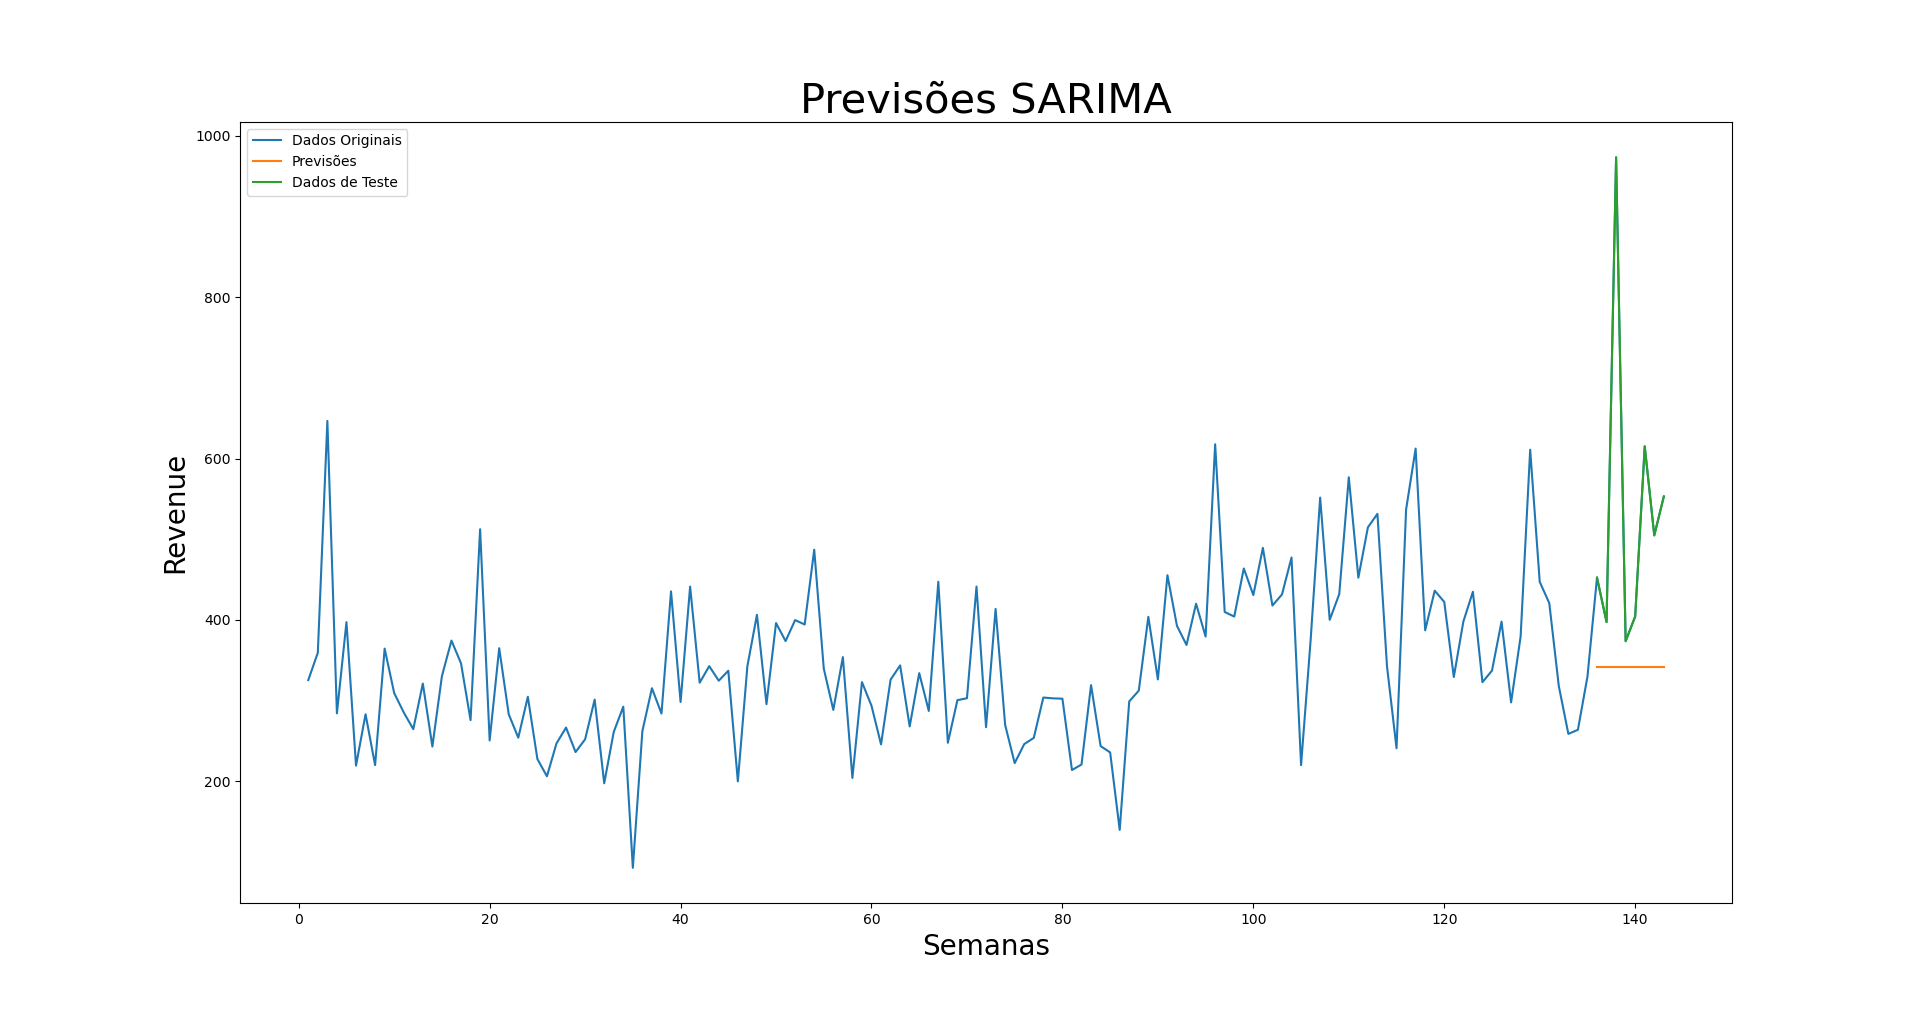 Previsões SARIMA
Dados Originais
Previsões
Dados de Teste
Revenue
1000
800
600
400
200
0 20 40 60 80 100 120 140
Semanas